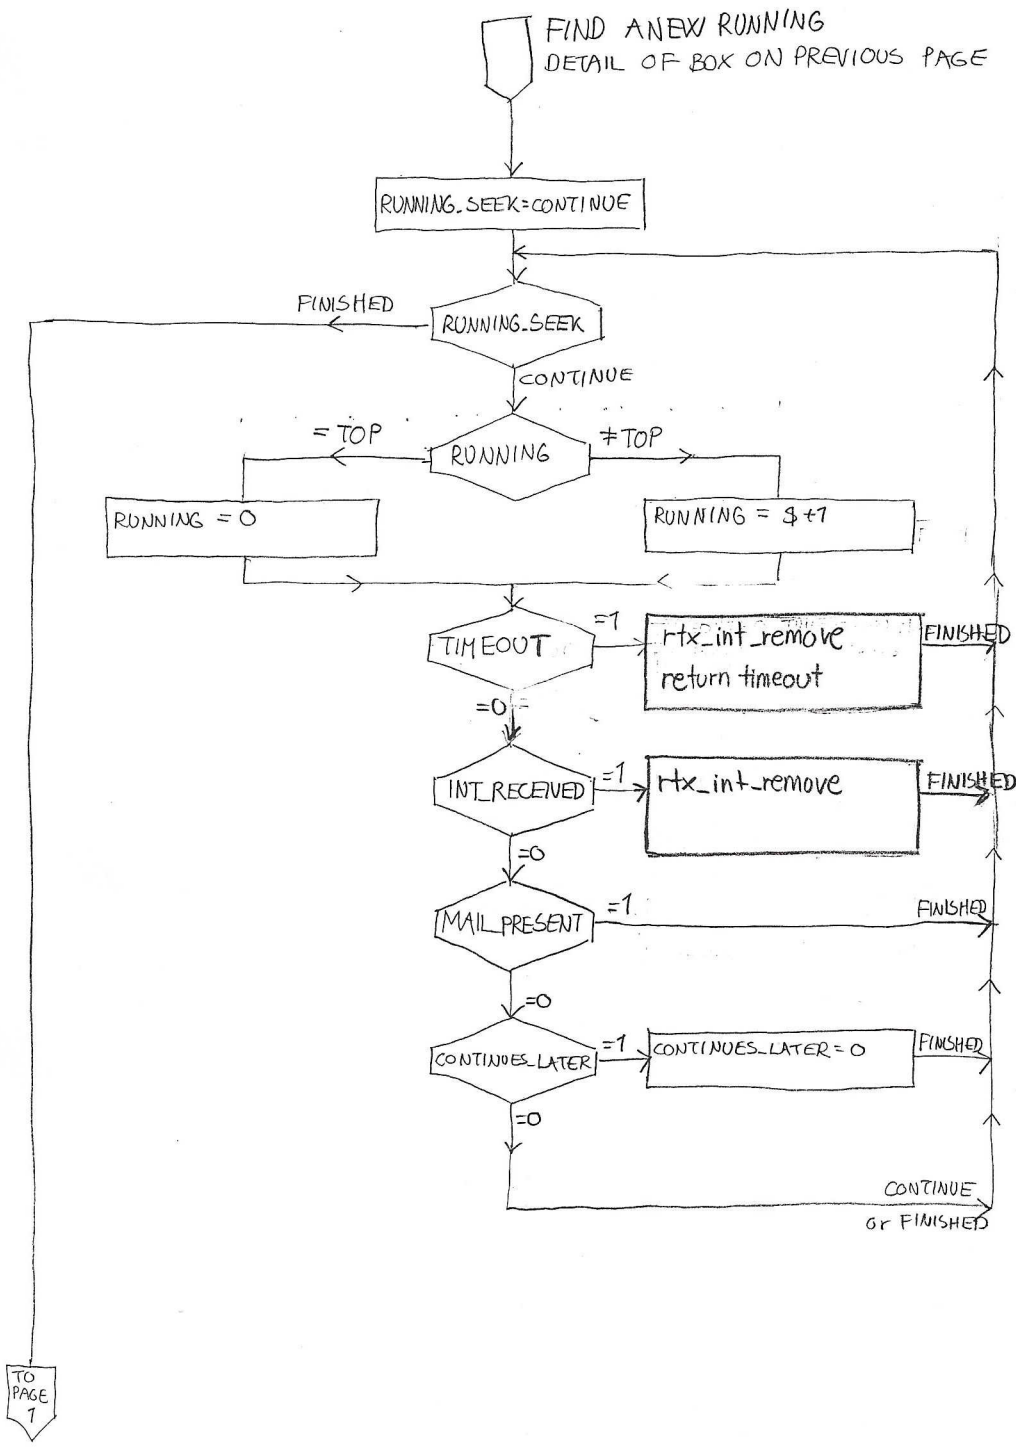 FIND A NEW RUNNING
DETAIL OF BOX ON PREVIOUS PAGE
RUNNING_SEEK=CONTINUE
FINISHED
RUNNING_SEEK
CONTINUE
= TOP
RUNNING
≠ TOP
RUNNING = 0
RUNNING = $+1
TIMEOUT
=1
rtx_int_remove
return timeout
FINISHED
=0
INT_RECEIVED
=1
rtx_int_remove
FINISHED
=0
MAIL_PRESENT
=1
FINISHED
=0
CONTINUES_LATER
=1
CONTINUES_LATER = 0
FINISHED
=0
CONTINUE
or FINISHED
TO
PAGE
1